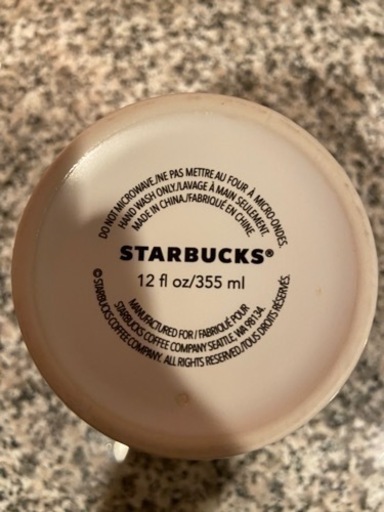 DO NOT MICROWAVE/NE PAS METTRE AU FOUR À MICRO-ONDES.
HAND WASH ONLY/LAVAGE À MAIN SEULEMENT.
MADE IN CHINA/FABRIQUÉ EN CHINE.
STARBUCKS®
12 fl oz/355 ml
MANUFACTURED FOR/FABRIQUÉ POUR
STARBUCKS COFFEE COMPANY SEATTLE, WA 98134.
© STARBUCKS COFFEE COMPANY. ALL RIGHTS RESERVED./TOUS DROITS RÉSERVÉS.